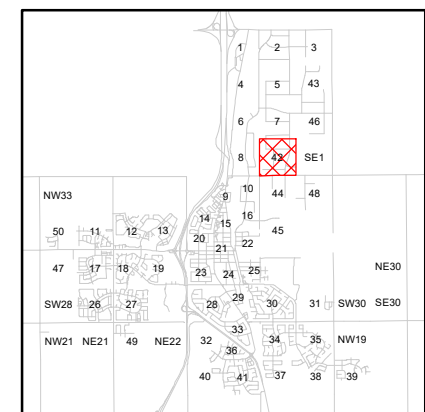 1 2 3
4 5 43
6 7 46
8 42 SE1
NW33 9 10 44 48
50 11 12 13 14 15 16 45
20 21 22
47 17 18 19 23 24 25 NE30
SW28 26 27 28 29 30 31 SW30 SE30
33
NW21 NE21 49 NE22 32 34 35 NW19
36
40 41 37 38 39